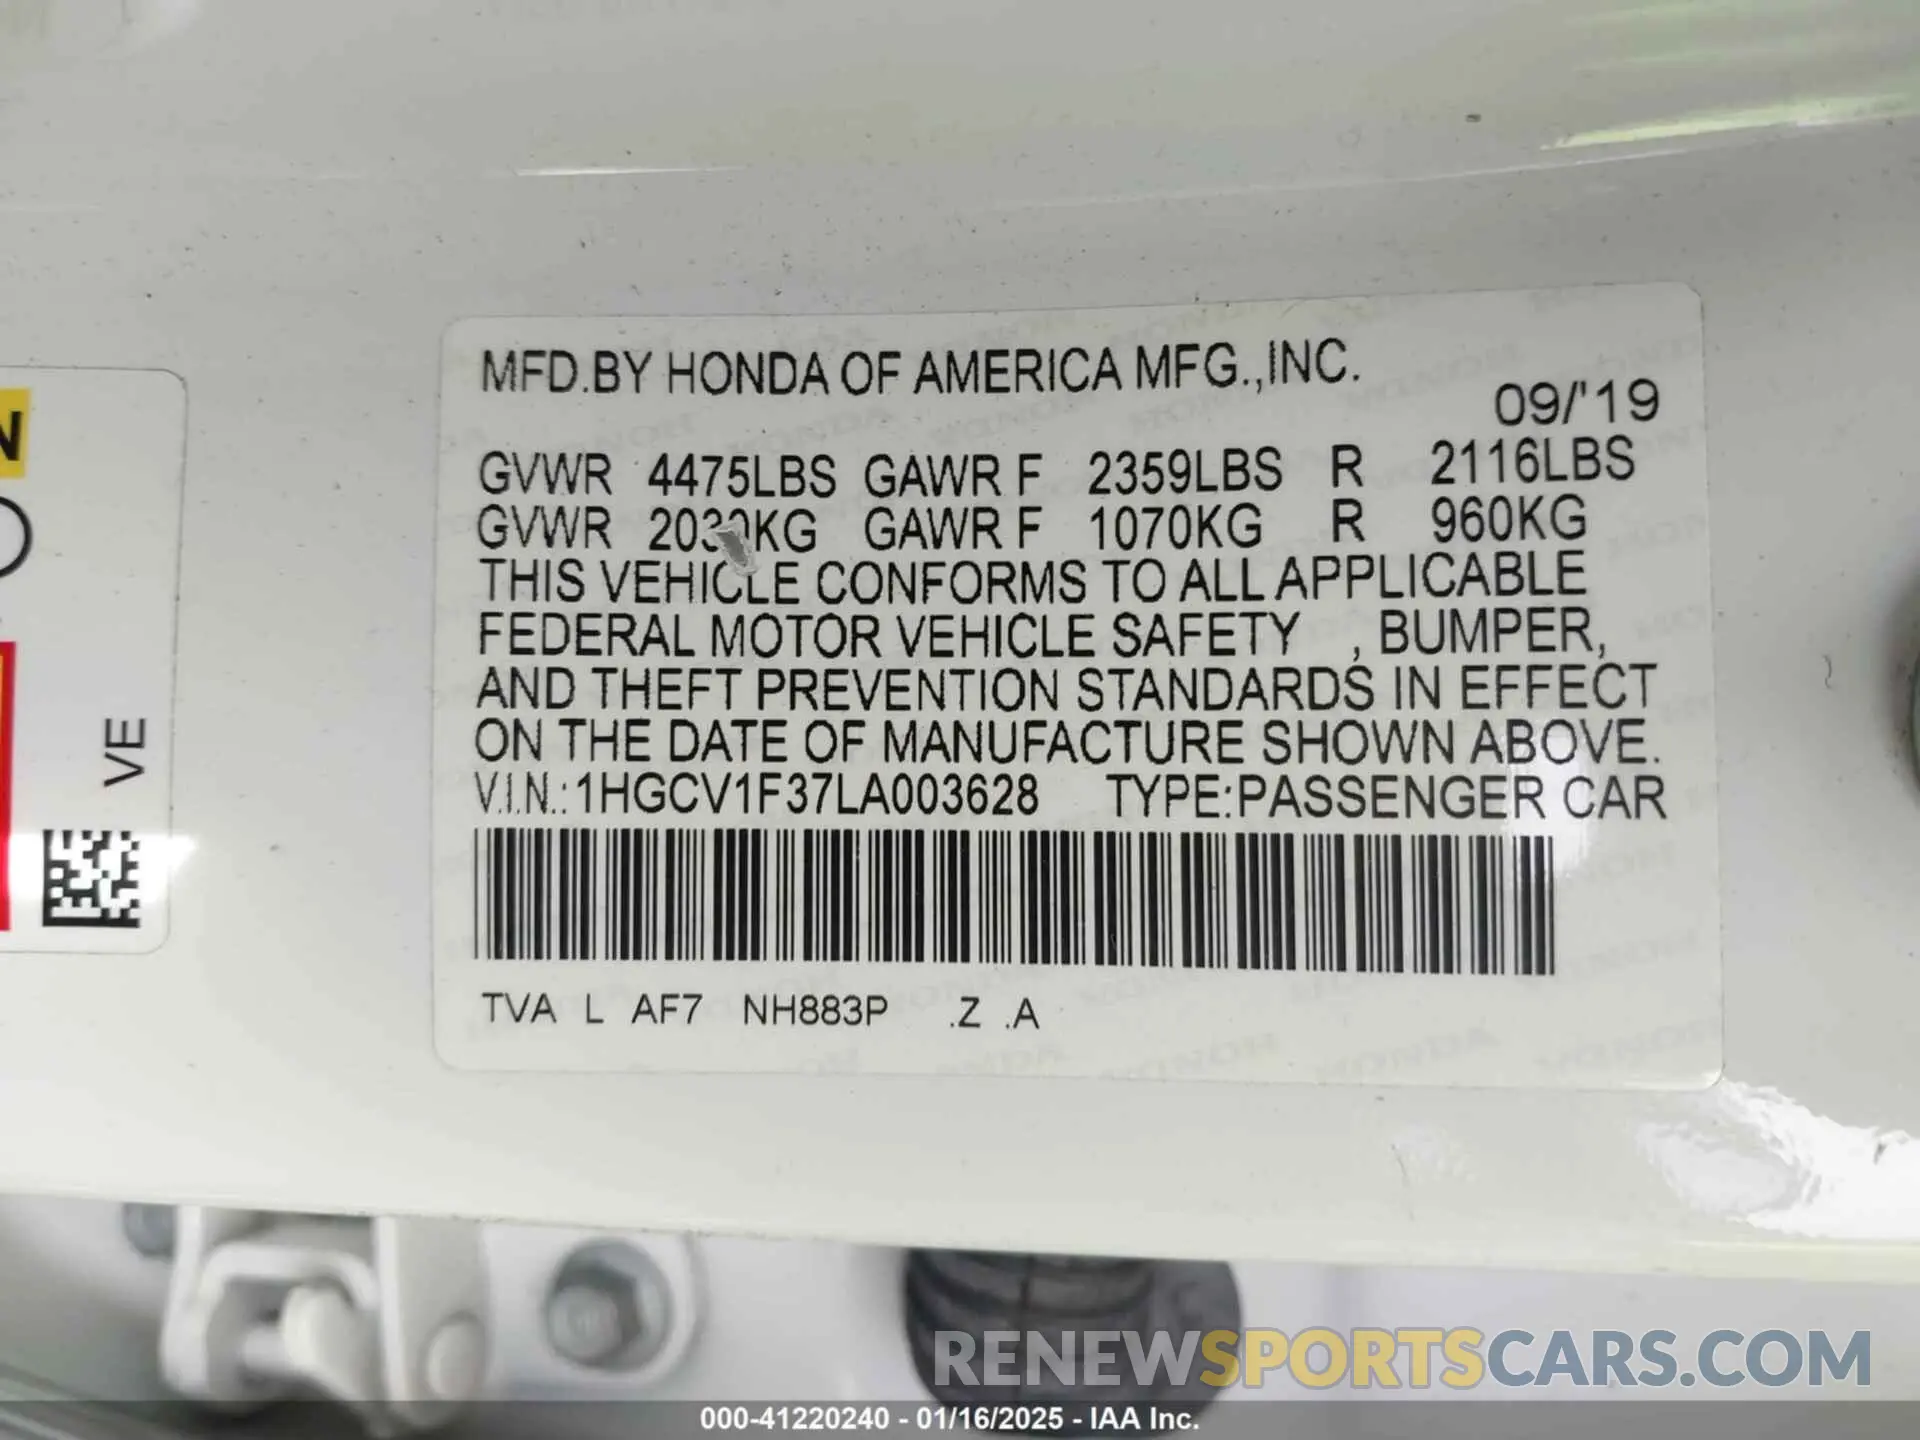 MFD.BY HONDA OF AMERICA MFG.,INC.
09/'19
GVWR 4475LBS GAWR F 2359LBS R 2116LBS
GVWR GAWR F 1070KG R 960KG
THIS VEHICLE CONFORMS TO ALL APPLICABLE
FEDERAL MOTOR VEHICLE SAFETY , BUMPER,
AND THEFT PREVENTION STANDARDS IN EFFECT
ON THE DATE OF MANUFACTURE SHOWN ABOVE.
V.I.N.: 1HGCV1F37LA003628 TYPE:PASSENGER CAR
TVA L AF7 NH883P .Z .A
VE
RENEWSPORTSCARS.COM
000-41220240 - 01/16/2025 - IAA Inc.